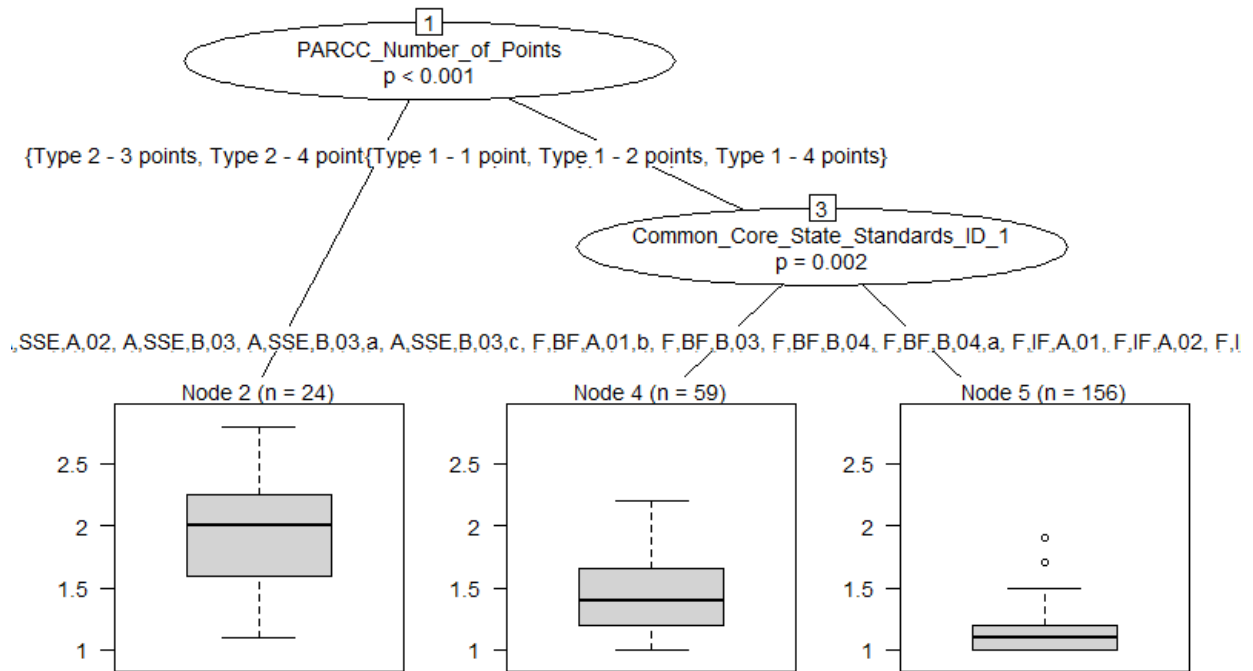 1
PARCC_Number_of_Points
p < 0.001
{Type 2 - 3 points, Type 2 - 4 point{Type 1 - 1 point, Type 1 - 2 points, Type 1 - 4 points}
3
Common_Core_State_Standards_ID_1
p = 0.002
,SSE,A,02, A,SSE,B,03, A,SSE,B,03,a, A,SSE,B,03,c, F,BF,A,01,b, F,BF,B,03, F,BF,B,04, F,BF,B,04,a, F,IF,A,01, F,IF,A,02, F,I
Node 2 (n = 24)
2.5
2
1.5
1
Node 4 (n = 59)
2.5
2
1.5
1
Node 5 (n = 156)
2.5
2
1.5
1